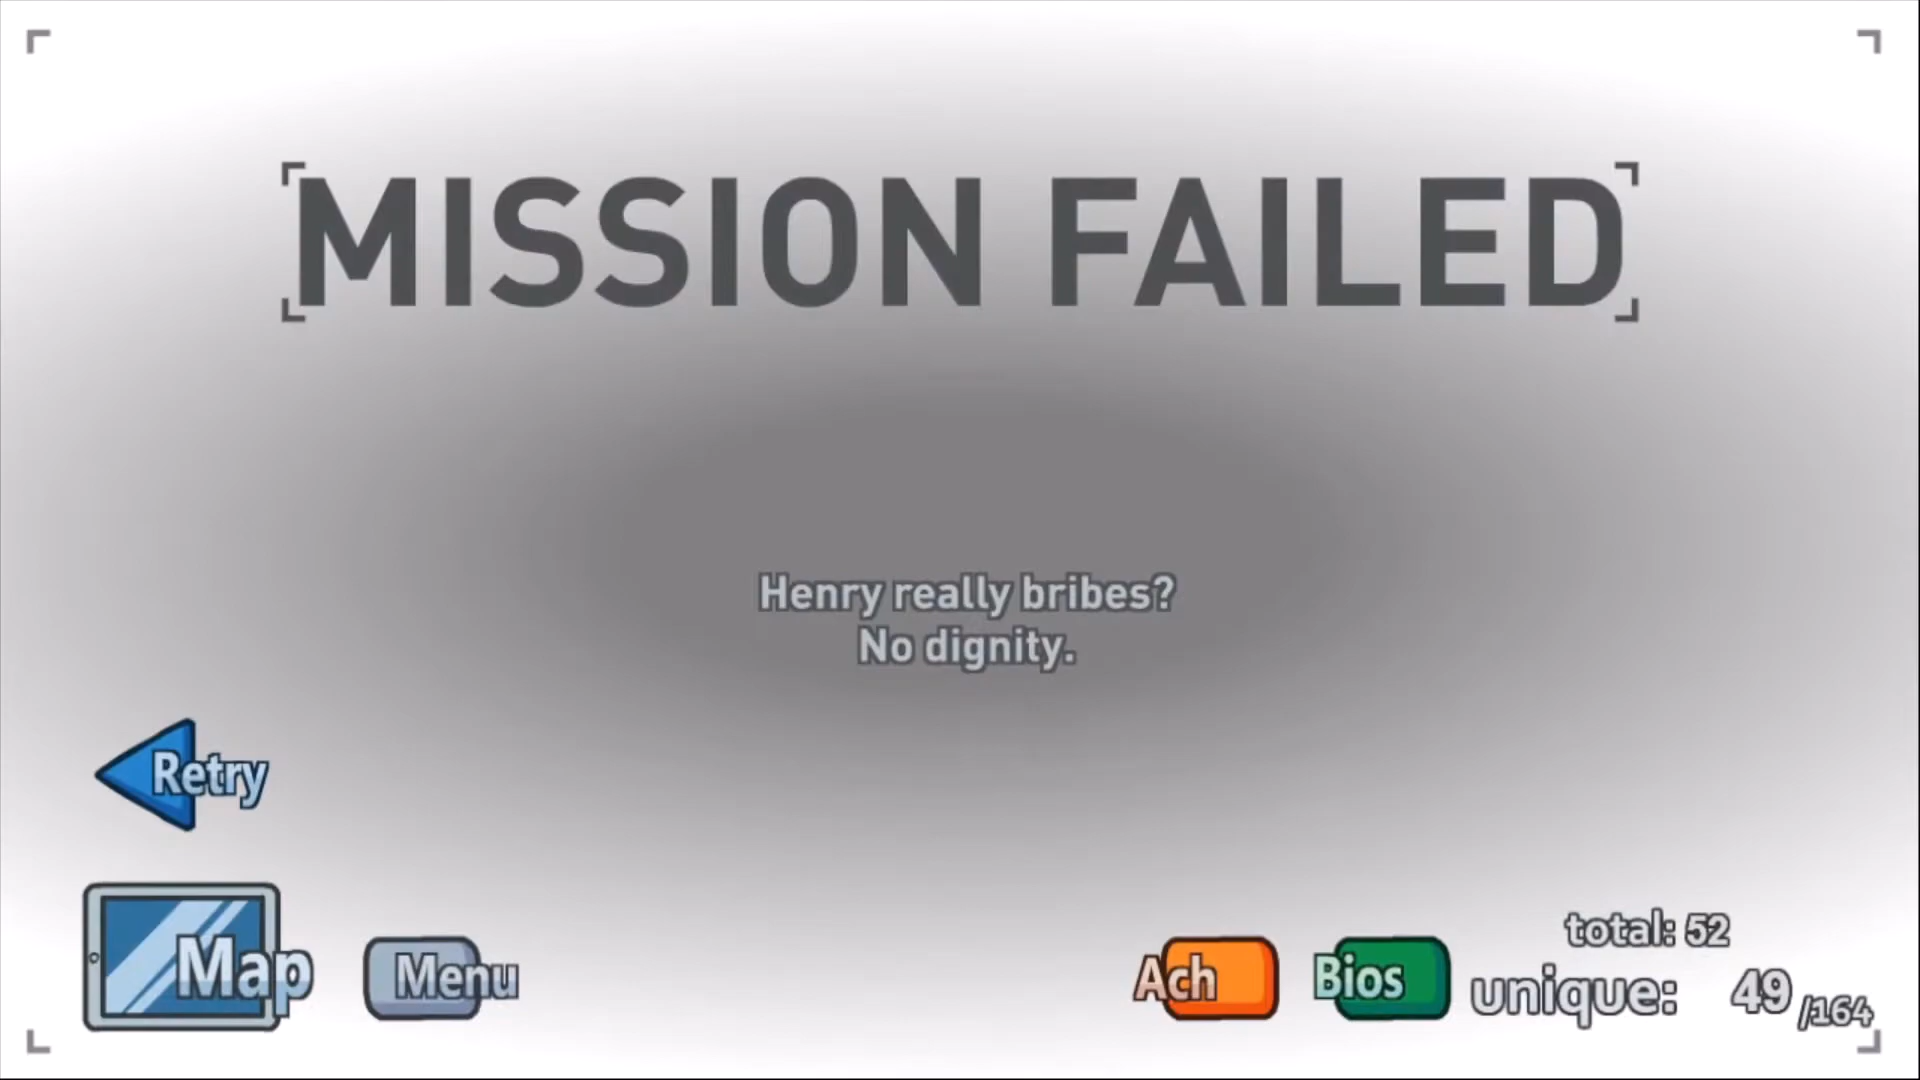 MISSION FAILED
Henry really bribes?
No dignity.
Retry
Map
Menu
Ach
Bios
total: 52
unique: 49 /164